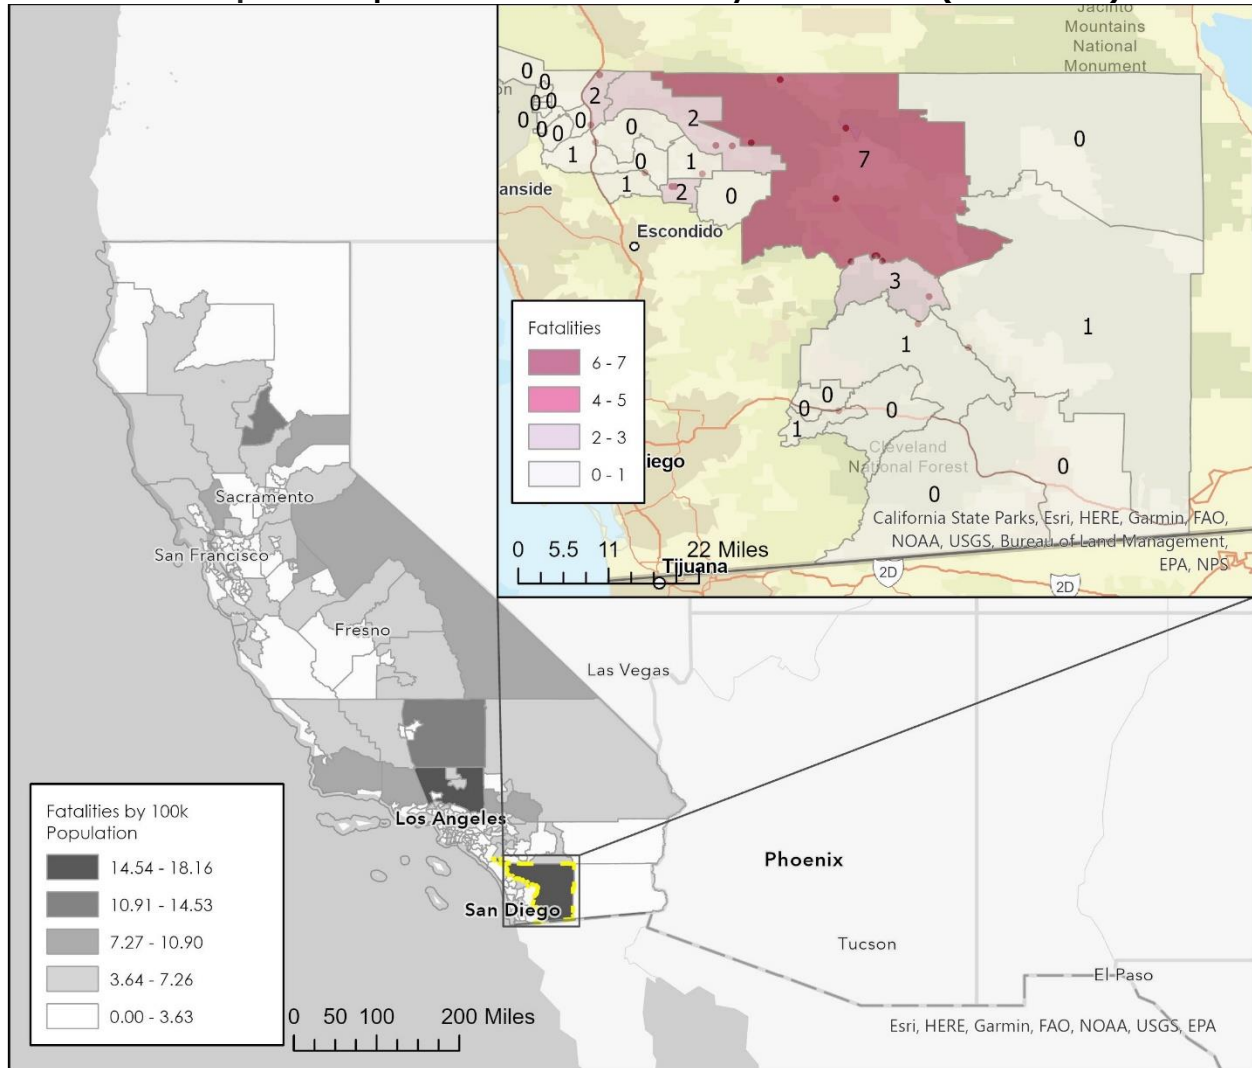 Jacinto
Mountains
National
Monument
0
0
0 0
0
0 0
0
2
0
2
7
0
1
0
1
1
2
0
anside
Escondido
3
1
1
Fatalities
6 - 7
4 - 5
2 - 3
0 - 1
0
0
0
1
iego
Cleveland
National Forest
0
0
California State Parks, Esri, HERE, Garmin, FAO,
NOAA, USGS, Bureau of Land Management,
EPA, NPS
0 5.5 11 22 Miles
Tijuana
2D
2D
Sacramento
San Francisco
Fresno
Las Vegas
Los Angeles
San Diego
Phoenix
Tucson
El Paso
Fatalities by 100k
Population
14.54 - 18.16
10.91 - 14.53
7.27 - 10.90
3.64 - 7.26
0.00 - 3.63
0 50 100 200 Miles
Esri, HERE, Garmin, FAO, NOAA, USGS, EPA